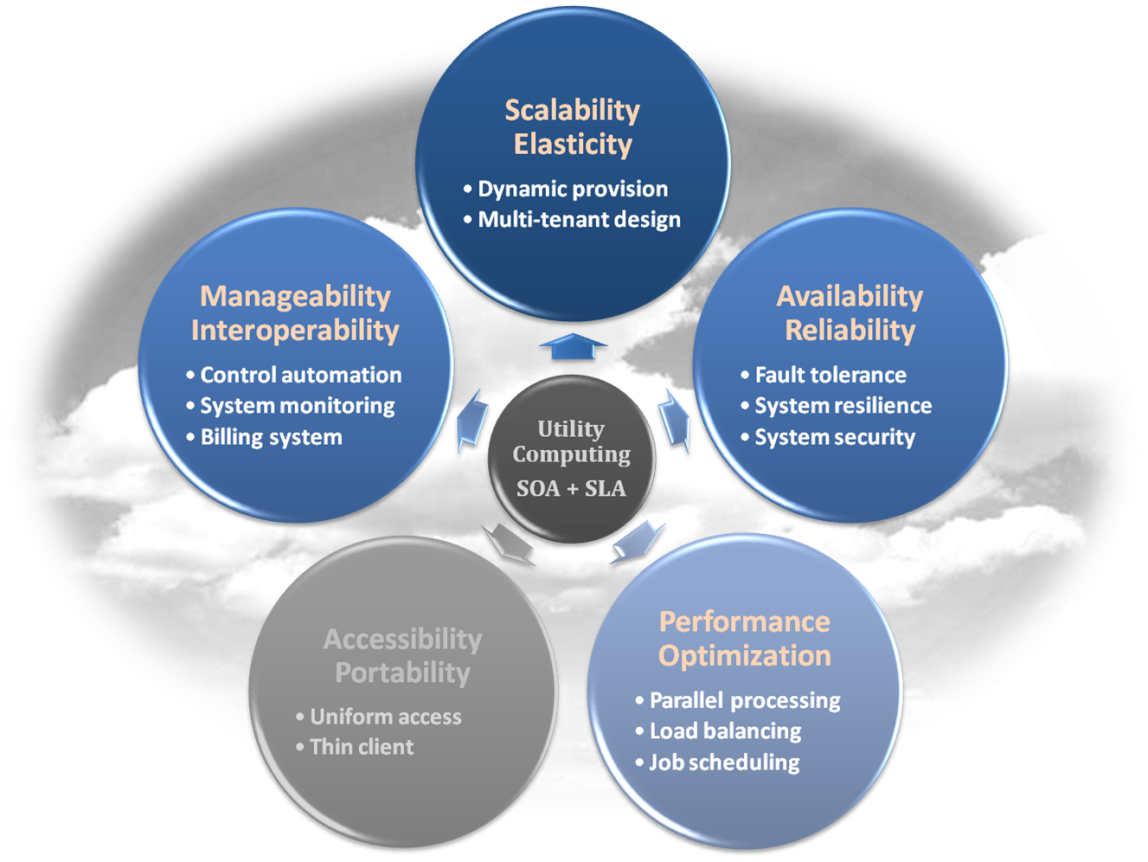 Scalability
Elasticity
• Dynamic provision
• Multi-tenant design
Manageability
Interoperability
• Control automation
• System monitoring
• Billing system
Availability
Reliability
• Fault tolerance
• System resilience
• System security
Utility
Computing
SOA + SLA
Accessibility
Portability
• Uniform access
• Thin client
Performance
Optimization
• Parallel processing
• Load balancing
• Job scheduling